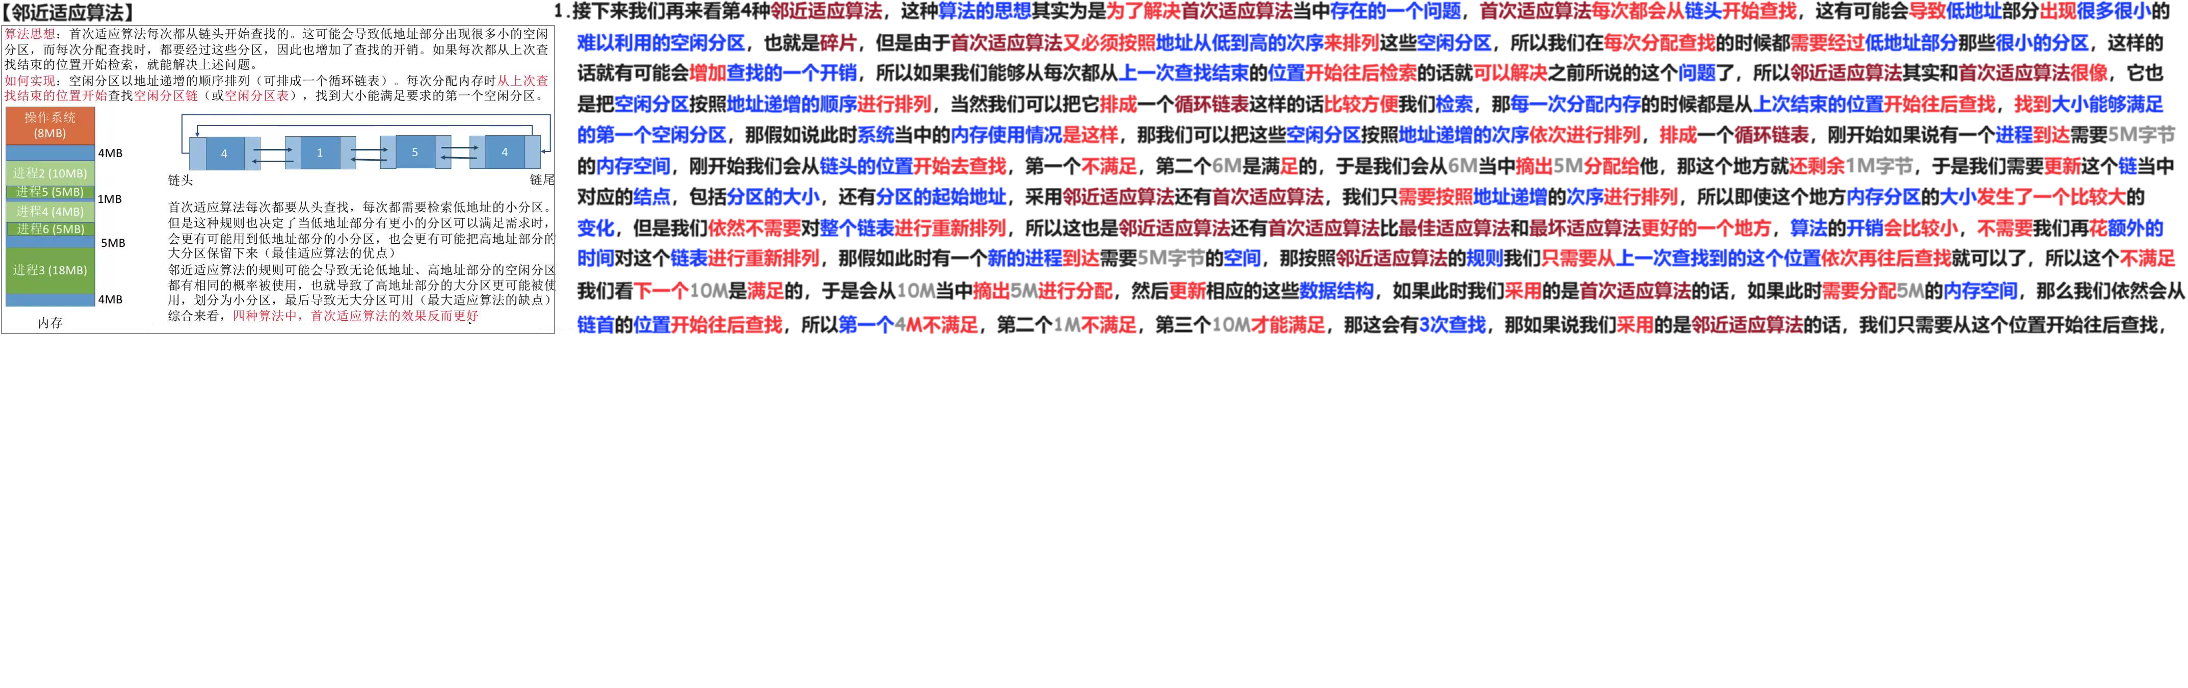 【邻近适应算法】
算法思想：首次适应算法每次都从链头开始查找的。这可能会导致低地址部分出现很多小的空闲
分区，而每次分配查找时，都要经过这些分区，因此也增加了查找的开销。如果每次都从上次查
找结束的位置开始检索，就能解决上述问题。
如何实现：空闲分区以地址递增的顺序排列（可排成一个循环链表）。每次分配内存时从上次查
找结束的位置开始查找空闲分区链（或空闲分区表），找到大小能满足要求的第一个空闲分区。
操作系统
(8MB)
4MB
进程2 (10MB)
进程5 (5MB)
1MB
进程4 (4MB)
进程6 (5MB)
5MB
进程3 (18MB)
4MB
内存
4
1
5
4
链头
链尾
首次适应算法每次都要从头查找，每次都需要检索低地址的小分区。
但是这种规则也决定了当低地址部分有更小的分区可以满足需求时，
会更有可能用到低地址部分的小分区，也会更有可能把高地址部分的
大分区保留下来（最佳适应算法的优点）
邻近适应算法的规则可能会导致无论低地址、高地址部分的空闲分区
都有相同的概率被使用，也就导致了高地址部分的大分区更可能被使
用，划分为小分区，最后导致无大分区可用（最大适应算法的缺点）
综合来看，四种算法中，首次适应算法的效果反而更好
1.接下来我们再来看第4种邻近适应算法，这种算法的思想其实为是为了解决首次适应算法当中存在的一个问题，首次适应算法每次都会从链头开始查找，这有可能会导致低地址部分出现很多很小的
难以利用的空闲分区，也就是碎片，但是由于首次适应算法又必须按照地址从低到高的次序来排列这些空闲分区，所以我们在每次分配查找的时候都需要经过低地址部分那些很小的分区，这样的
话就有可能会增加查找的一个开销，所以如果我们能够从每次都从上一次查找结束的位置开始往后检索的话就可以解决之前所说的这个问题了，所以邻近适应算法其实和首次适应算法很像，它也
是把空闲分区按照地址递增的顺序进行排列，当然我们可以把它排成一个循环链表这样的话比较方便我们检索，那每一次分配内存的时候都是从上次结束的位置开始往后查找，找到大小能够满足
的第一个空闲分区，那假如说此时系统当中的内存使用情况是这样，那我们可以把这些空闲分区按照地址递增的次序依次进行排列，排成一个循环链表，刚开始如果说有一个进程到达需要5M字节
的内存空间，刚开始我们会从链头的位置开始去查找，第一个不满足，第二个6M是满足的，于是我们会从6M当中摘出5M分配给他，那这个地方就还剩余1M字节，于是我们需要更新这个链当中
对应的结点，包括分区的大小，还有分区的起始地址，采用邻近适应算法还有首次适应算法，我们只需要按照地址递增的次序进行排列，所以即使这个地方内存分区的大小发生了一个比较大的
变化，但是我们依然不需要对整个链表进行重新排列，所以这也是邻近适应算法还有首次适应算法比最佳适应算法和最坏适应算法更好的一个地方，算法的开销会比较小，不需要我们再花额外的
时间对这个链表进行重新排列，那假如此时有一个新的进程到达需要5M字节的空间，那按照邻近适应算法的规则我们只需要从上一次查找到的这个位置依次再往后查找就可以了，所以这个不满足
我们看下一个10M是满足的，于是会从10M当中摘出5M进行分配，然后更新相应的这些数据结构，如果此时我们采用的是首次适应算法的话，如果此时需要分配5M的内存空间，那么我们依然会从
链首的位置开始往后查找，所以第一个4M不满足，第二个1M不满足，第三个10M才能满足，那这会有3次查找，那如果说我们采用的是邻近适应算法的话，我们只需要从这个位置开始往后查找，